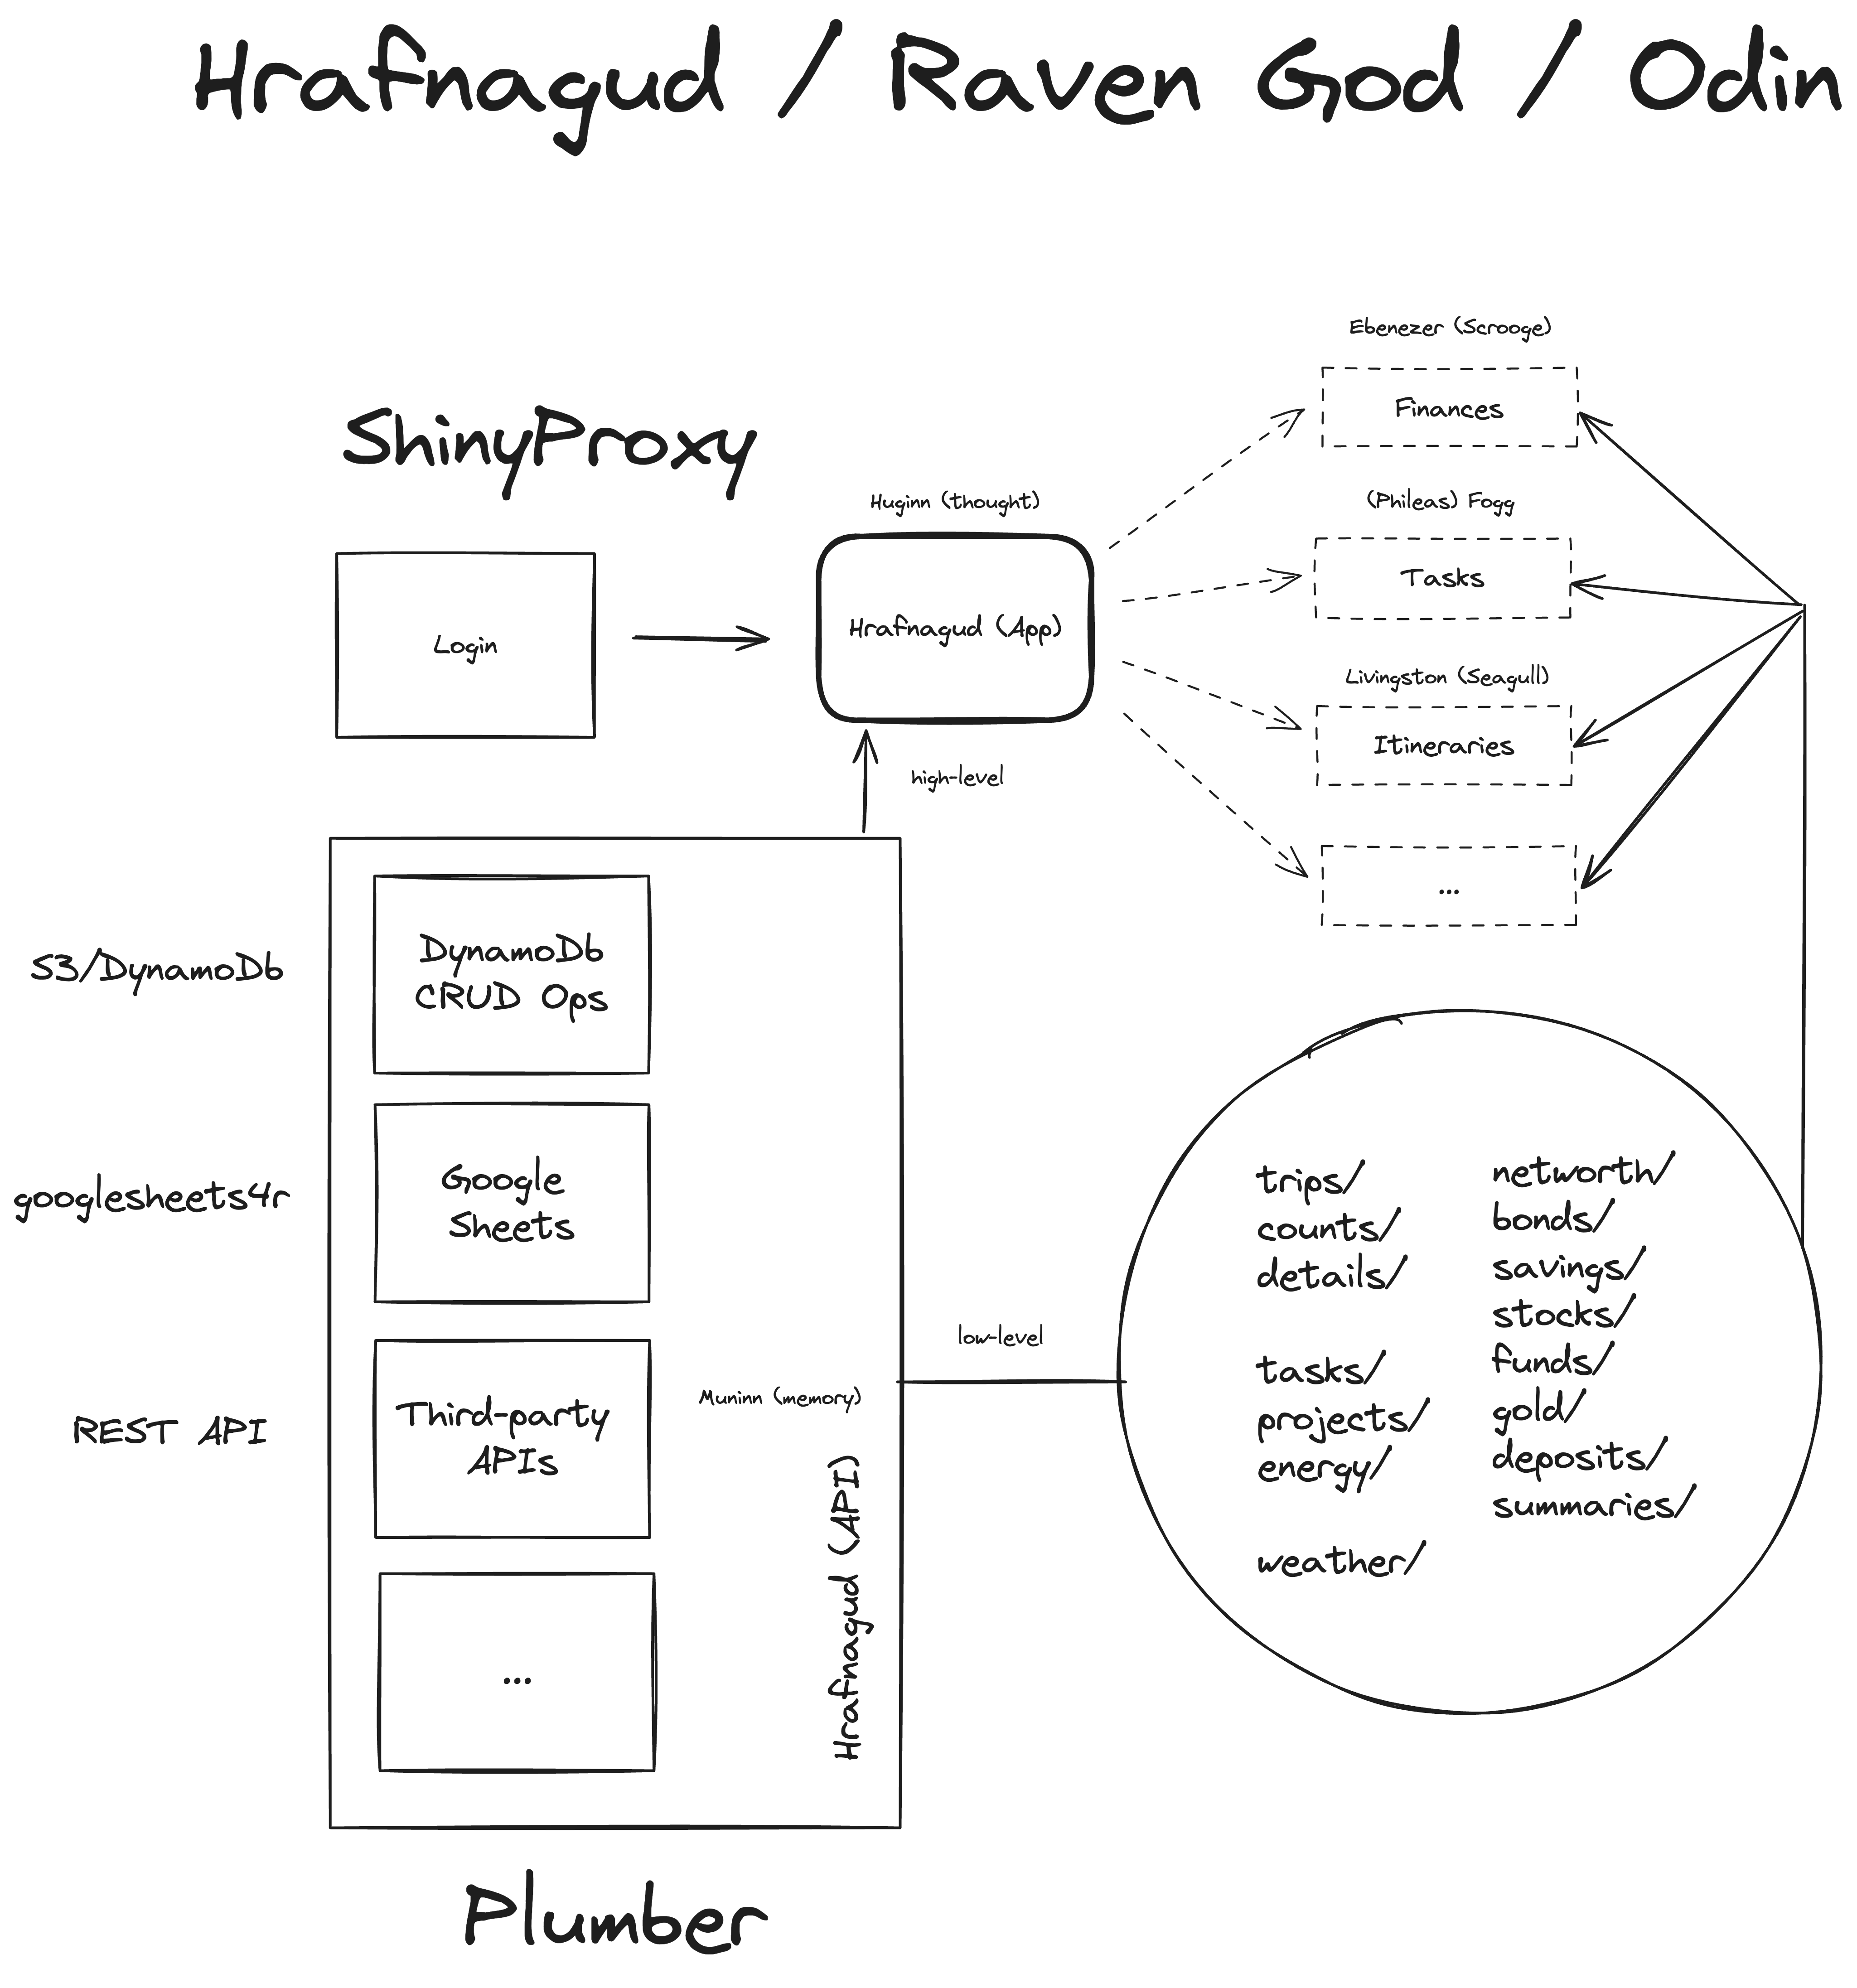 Hrafnagud / Raven God / Odin
Ebenezer (Scrooge)
Finances
ShinyProxy
Huginn (thought)
(Phileas) Fogg
Tasks
Login
Hrafnagud (App)
Livingston (Seagull)
Itineraries
high-level
...
S3/DynamoDb
DynamoDb
CRUD Ops
googlesheets4r
Google
Sheets
REST API
Third-party
APIs
...
Muninn (memory)
Hrafnagud (API)
low-level
trips/
counts/
details/
tasks/
projects/
energy/
weather/
networth/
bonds/
savings/
stocks/
funds/
gold/
deposits/
summaries/
Plumber